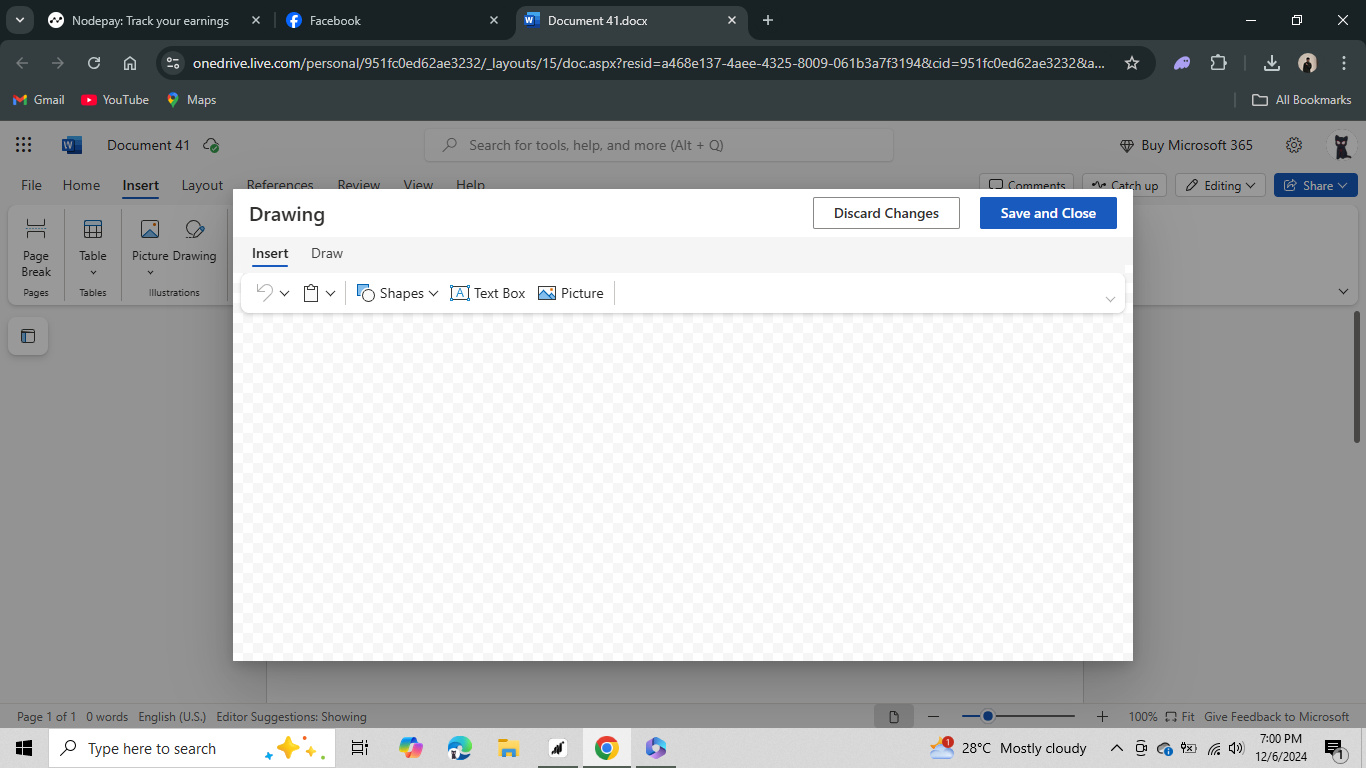 Nodepay: Track your earnings
Facebook
Document 41.docx
onedrive.live.com/personal/951fc0ed62ae3232/_layouts/15/doc.aspx?resid=a468e137-4aee-4325-8009-061b3a7f3194&cid=951fc0ed62ae3232&a...
Gmail
YouTube
Maps
All Bookmarks
W
Document 41
Search for tools, help, and more (Alt + Q)
Buy Microsoft 365
File
Home
Insert
Layout
References
Review
View
Help
Comments
Catch up
Editing
Share
Drawing
Discard Changes
Save and Close
Page Break
Table
Picture
Drawing
Pages
Tables
Illustrations
Insert
Draw
Shapes
A
Text Box
Picture
Page 1 of 1
0 words
English (U.S.)
Editor Suggestions: Showing
100%
Fit
Give Feedback to Microsoft
Type here to search
1
28°C
Mostly cloudy
7:00 PM
12/6/2024
1